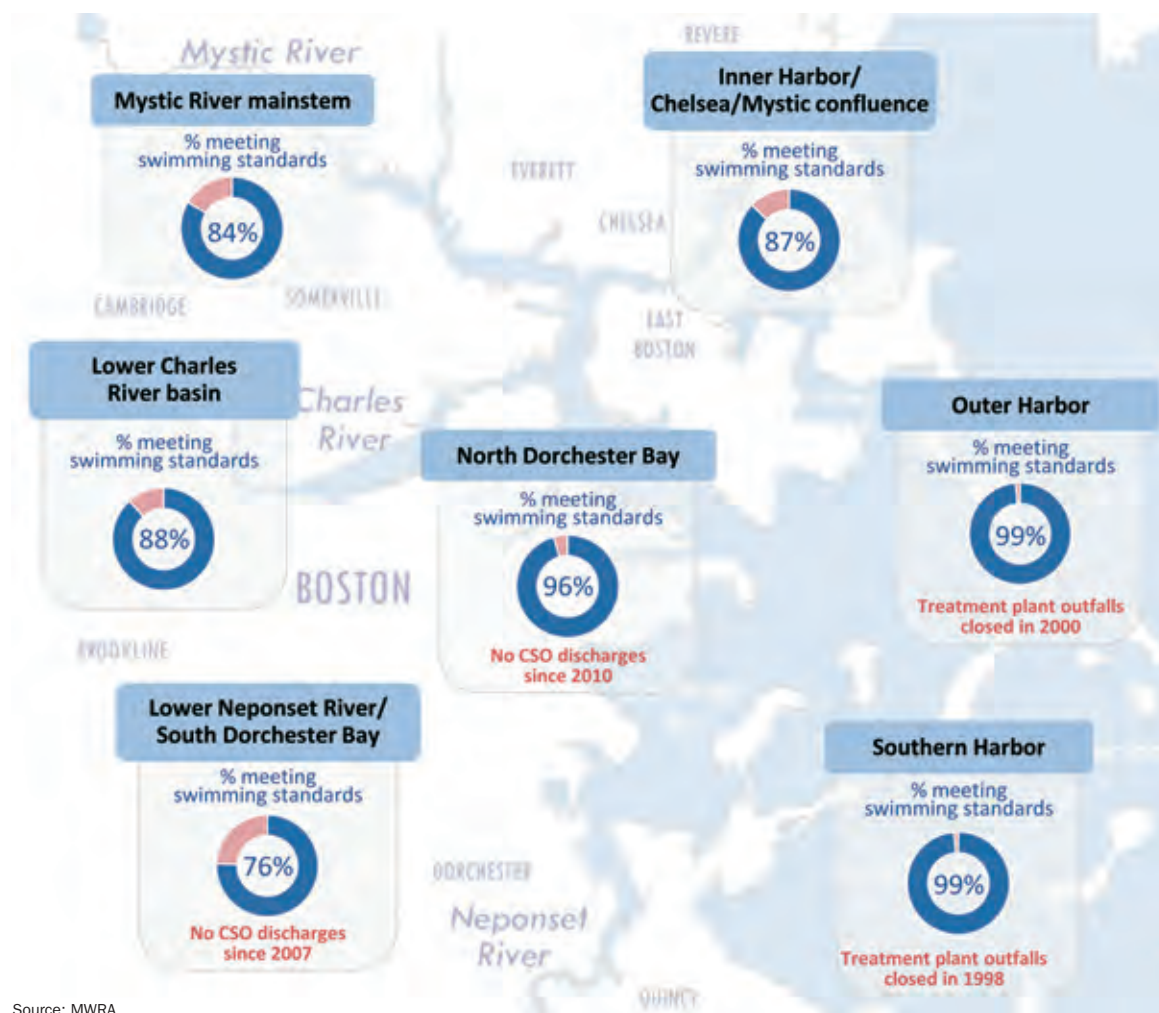 Mystic River
REVERE
Mystic River mainstem
% meeting
swimming standards
84%
Inner Harbor/
Chelsea/Mystic confluence
% meeting
swimming standards
87%
EVERETT
CHELSEA
CAMBRIDGE
SOMERVILLE
EAST
BOSTON
Lower Charles
River basin
% meeting
swimming standards
88%
Charles
River
North Dorchester Bay
% meeting
swimming standards
96%
No CSO discharges
since 2010
Outer Harbor
% meeting
swimming standards
99%
Treatment plant outfalls
closed in 2000
BOSTON
BROOKLINE
Lower Neponset River/
South Dorchester Bay
% meeting
swimming standards
76%
No CSO discharges
since 2007
Southern Harbor
% meeting
swimming standards
99%
Treatment plant outfalls
closed in 1998
DORCHESTER
Neponset
River
QUINCY
Source: MWRA